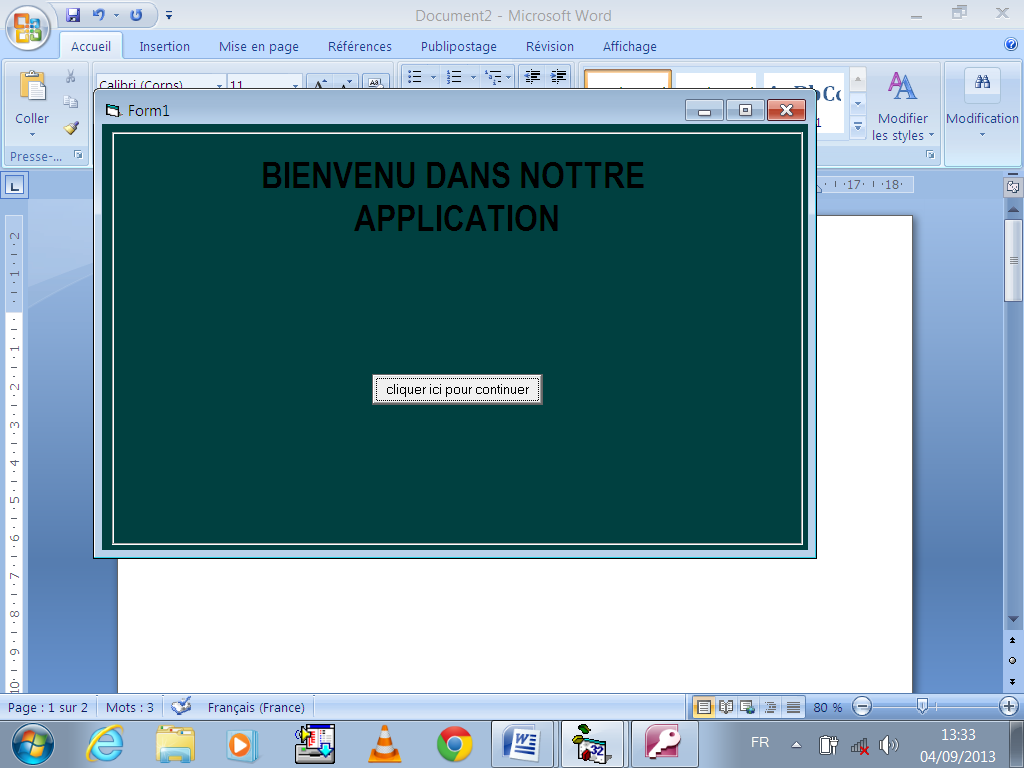 Document2 - Microsoft Word
Accueil Insertion Mise en page Références Publipostage Révision Affichage
Calibri (Corps) 11
Coller
Modifier
les styles
Modification
Presse-...
Form1
BIENVENU DANS NOTTRE
APPLICATION
cliquer ici pour continuer
Page : 1 sur 2 Mots : 3 Français (France) 80 %
FR
13:33
04/09/2013